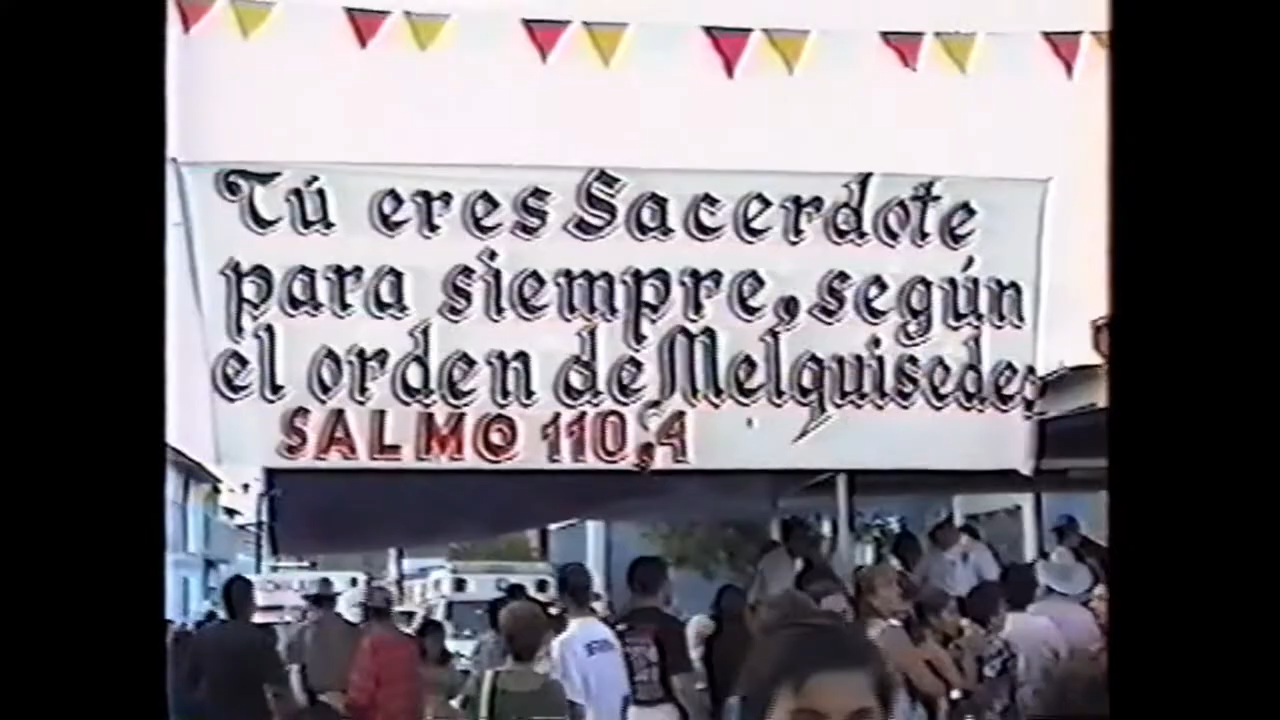 Tú eres Sacerdote
para siempre, según
el orden de Melquisedec
SALMO 110,4